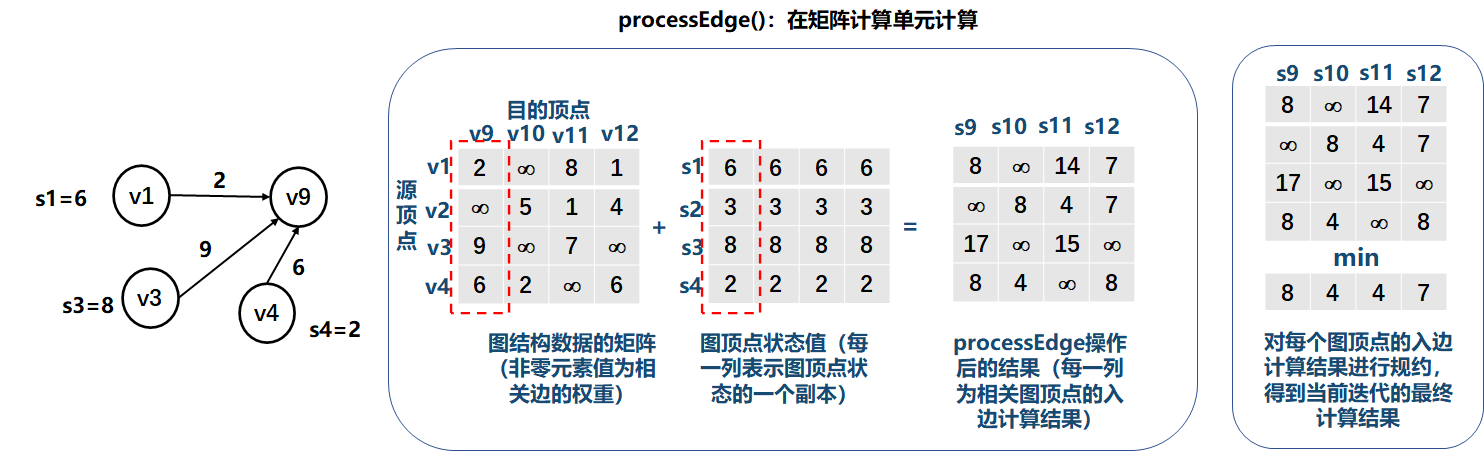 processEdge()：在矩阵计算单元计算
s1=6
v1
2
v9
9
6
s3=8
v3
v4
s4=2
目的顶点
v9 v10 v11 v12
源顶点
v1 2 ∞ 8 1
v2 ∞ 5 1 4
v3 9 ∞ 7 ∞
v4 6 2 ∞ 6
图结构数据的矩阵
（非零元素值为相
关边的权重）
+
s1 6 6 6 6
s2 3 3 3 3
s3 8 8 8 8
s4 2 2 2 2
图顶点状态值（每
一列表示图顶点状
态的一个副本）
=
s9 s10 s11 s12
8 ∞ 14 7
∞ 8 4 7
17 ∞ 15 ∞
8 4 ∞ 8
processEdge操作
后的结果（每一列
为相关图顶点的入
边计算结果）
s9 s10 s11 s12
8 ∞ 14 7
∞ 8 4 7
17 ∞ 15 ∞
8 4 ∞ 8
min
8 4 4 7
对每个图顶点的入边
计算结果进行规约，
得到当前迭代的最终
计算结果